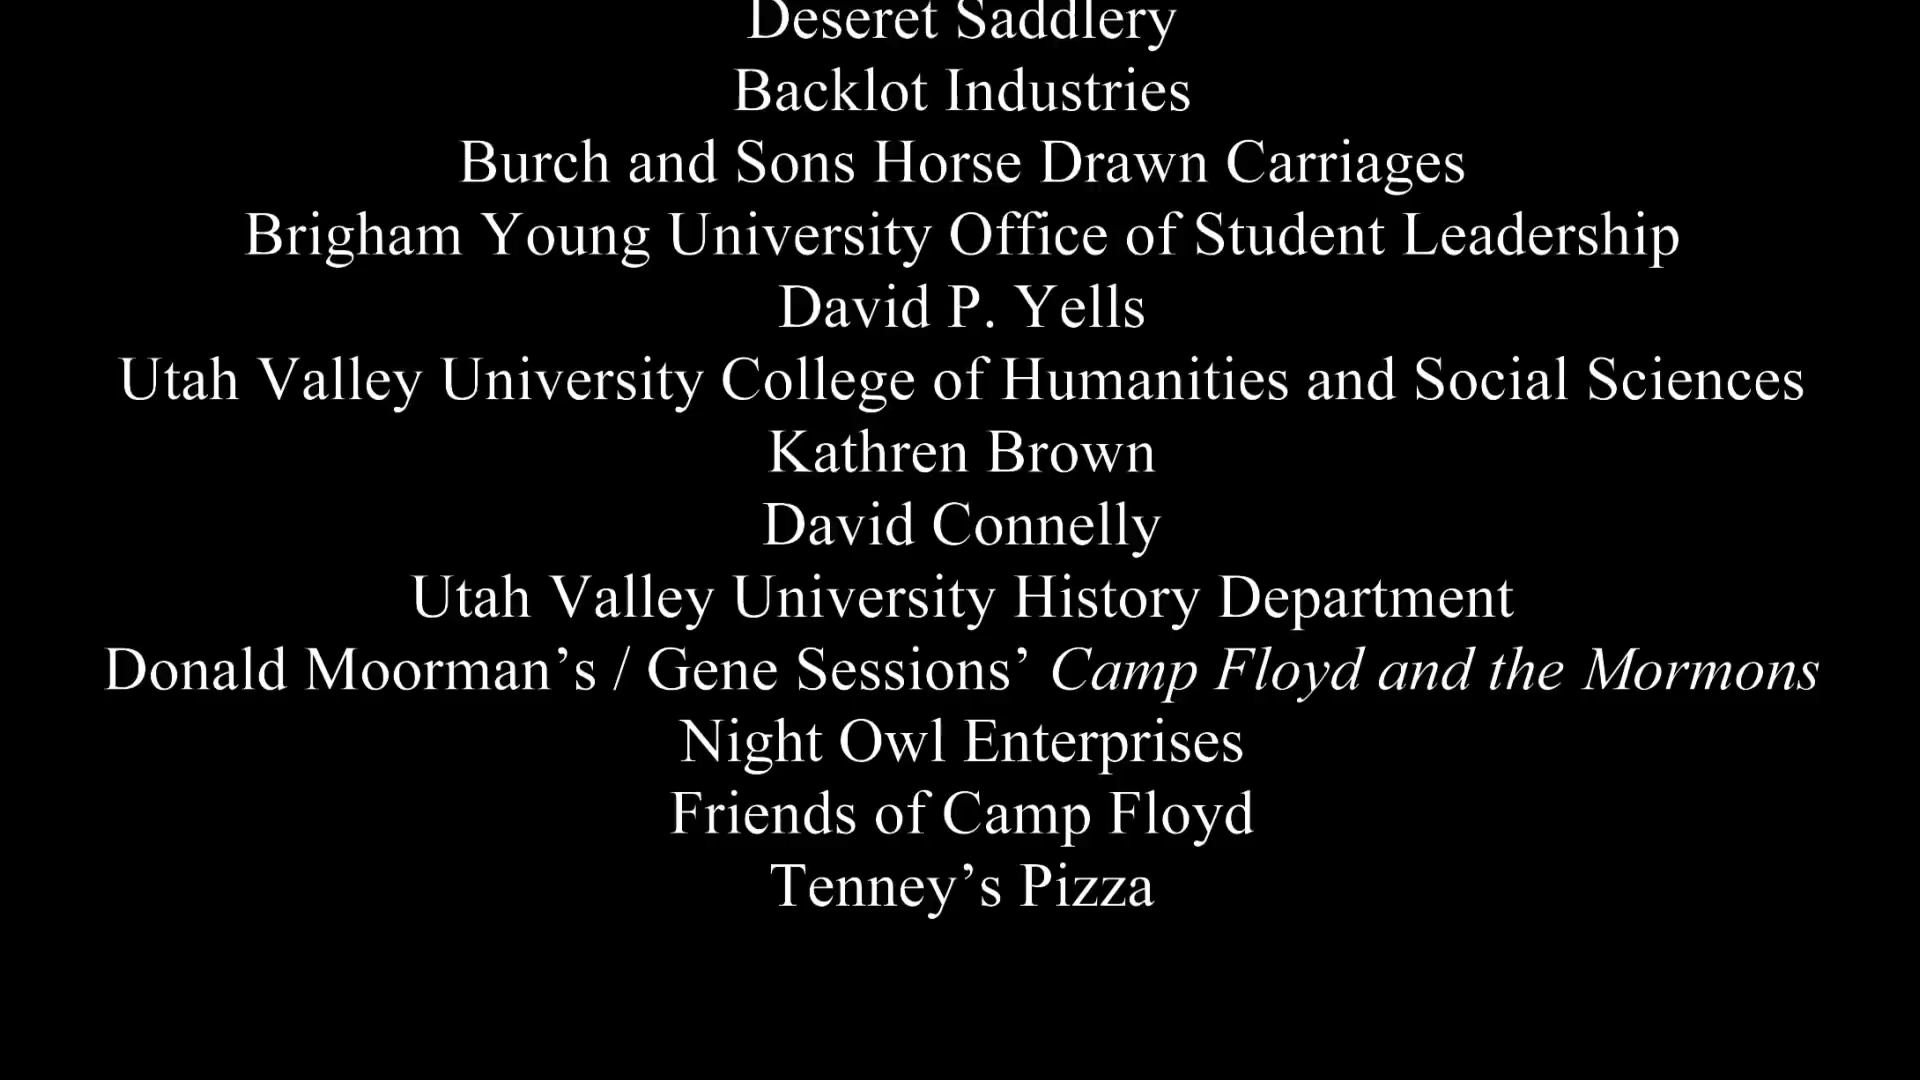 Deseret Saddlery
Backlot Industries
Burch and Sons Horse Drawn Carriages
Brigham Young University Office of Student Leadership
David P. Yells
Utah Valley University College of Humanities and Social Sciences
Kathren Brown
David Connelly
Utah Valley University History Department
Donald Moorman’s / Gene Sessions’ Camp Floyd and the Mormons
Night Owl Enterprises
Friends of Camp Floyd
Tenney’s Pizza